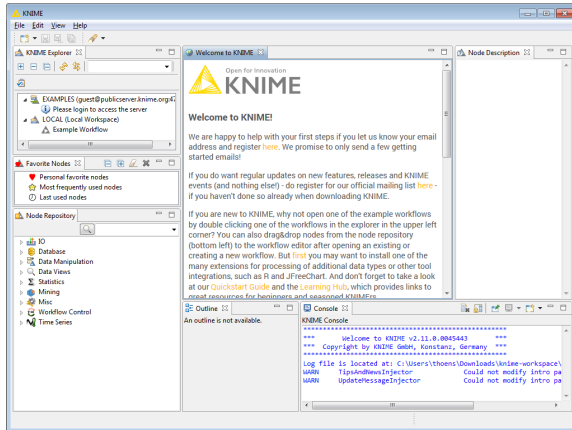 KNIME
File Edit View Help
KNIME Explorer
EXAMPLES (guest@publicserver.knime.org:47
Please login to access the server
LOCAL (Local Workspace)
Example Workflow
Favorite Nodes
Personal favorite nodes
Most frequently used nodes
Last used nodes
Node Repository
IO
Database
Data Manipulation
Data Views
Statistics
Mining
Misc
Workflow Control
Time Series
Welcome to KNIME
Open for Innovation
KNIME
Welcome to KNIME!
We are happy to help with your first steps if you let us know your email
address and register here. We promise to only send a few getting
started emails!
If you do want regular updates on new features, releases and KNIME
events (and nothing else!) - do register for our official mailing list here -
if you haven't done so already when downloading KNIME.
If you are new to KNIME, why not open one of the example workflows
by double clicking one of the workflows in the explorer in the upper left
corner? You can also drag&drop nodes from the node repository
(bottom left) to the workflow editor after opening an existing or
creating a new workflow. But first you may want to install one of the
many extensions for processing of additional data types or other tool
integrations, such as R and JFreeChart. And don't forget to take a look
at our Quickstart Guide and the Learning Hub, which provides links to
great resources for beginners and seasoned KNIMErs.
Node Description
Outline
An outline is not available.
Console
KNIME Console
***************************************************
*** Welcome to KNIME v2.11.0.0045443 ***
*** Copyright by KNIME GmbH, Konstanz, Germany ***
***************************************************
Log file is located at: C:\Users\thoens\Downloads\knime-workspace\
WARN TipsAndNewsInjector Could not modify intro pa
WARN UpdateMessageInjector Could not modify intro pa